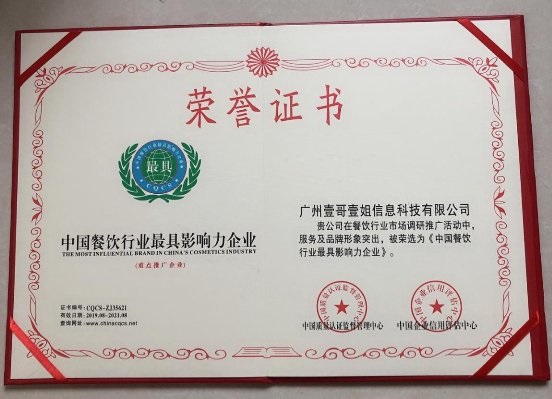 荣誉证书
最具
CQCS
中国餐饮行业最具影响力企业
THE MOST INFLUENTIAL BRAND IN CHINA'S COSMETICS INDUSTRY
(重点推广企业)
证书编号:CQCS-ZJ35621
有效日期:2019.08-2021.08
查询网址:www.chinacqcs.net
广州壹哥壹姐信息科技有限公司
贵公司在餐饮行业市场调研推广活动中,
服务及品牌形象突出,被荣选为《中国餐饮
行业最具影响力企业》。
中国质量认证监督管理中心
中国企业信用评估中心